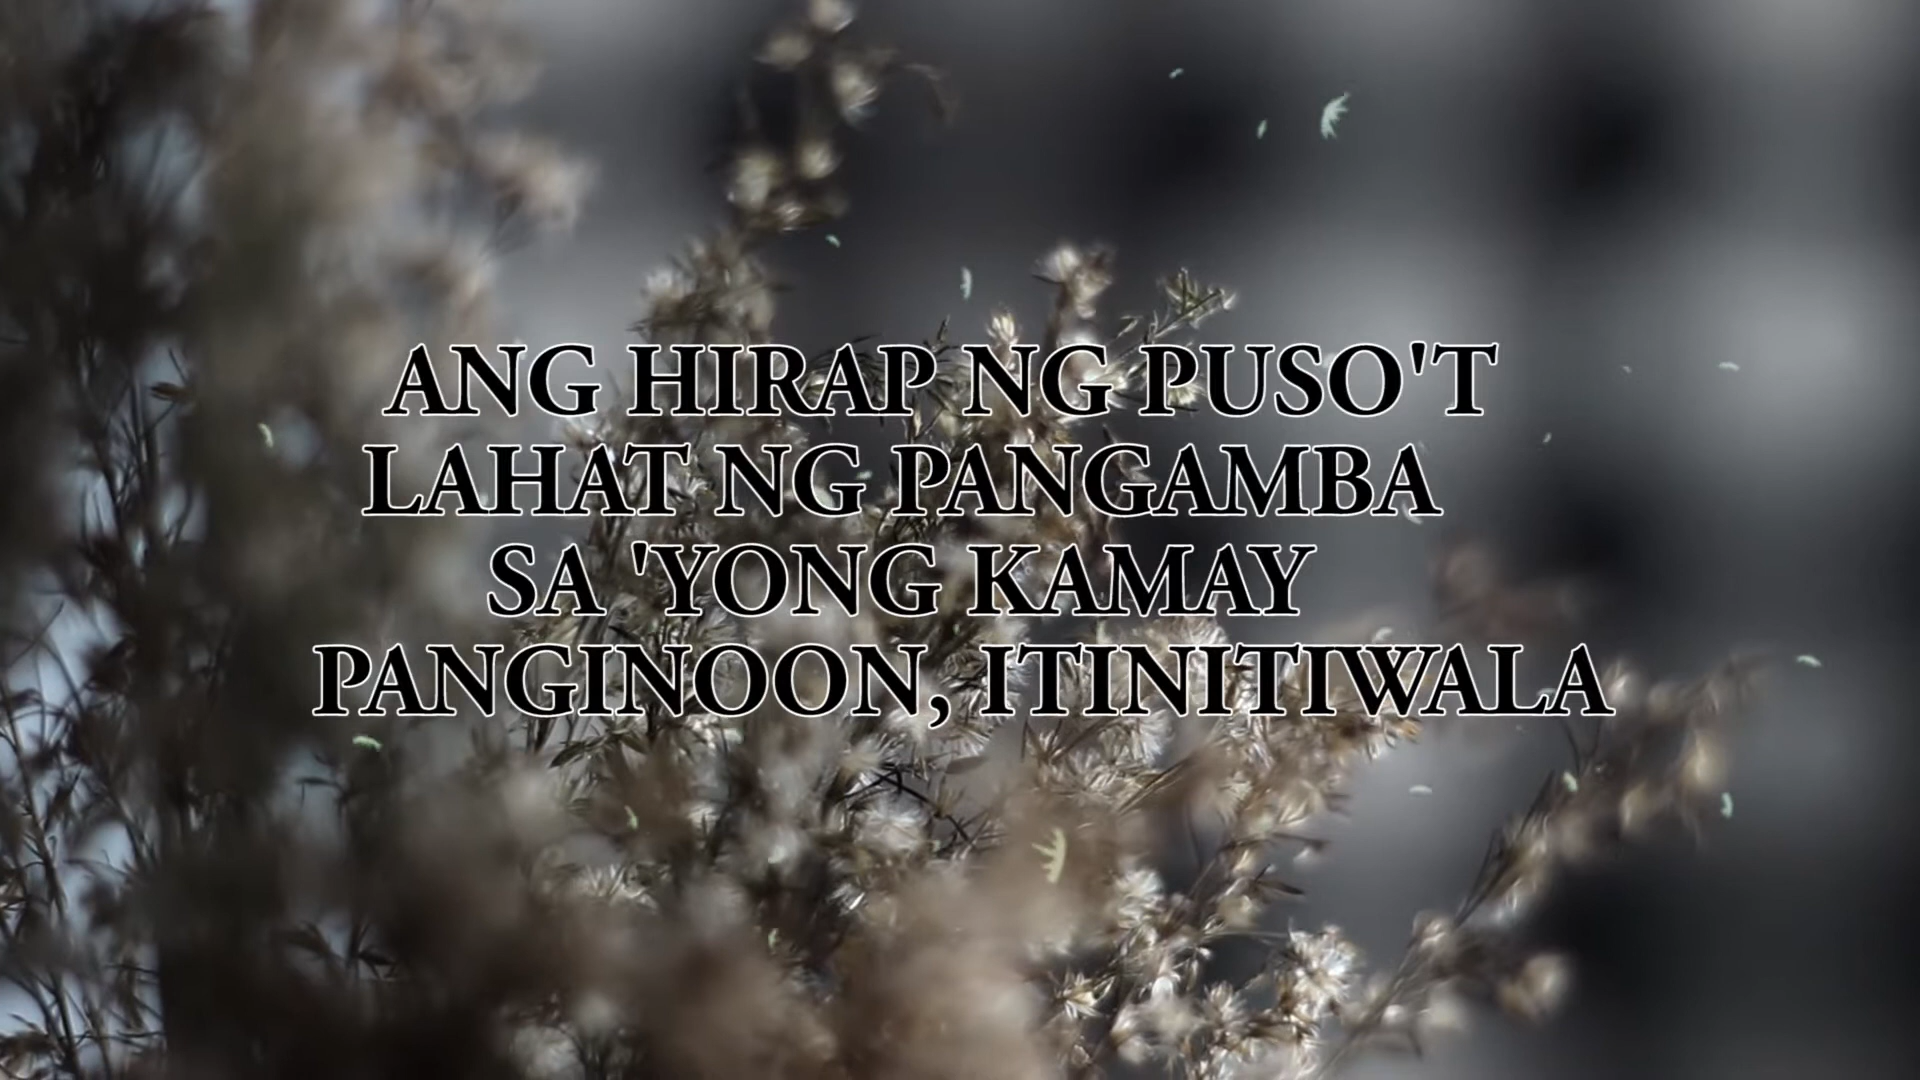 ANG HIRAP NG PUSO'T
LAHAT NG PANGAMBA
SA 'YONG KAMAY
PANGINOON, ITINITIWALA